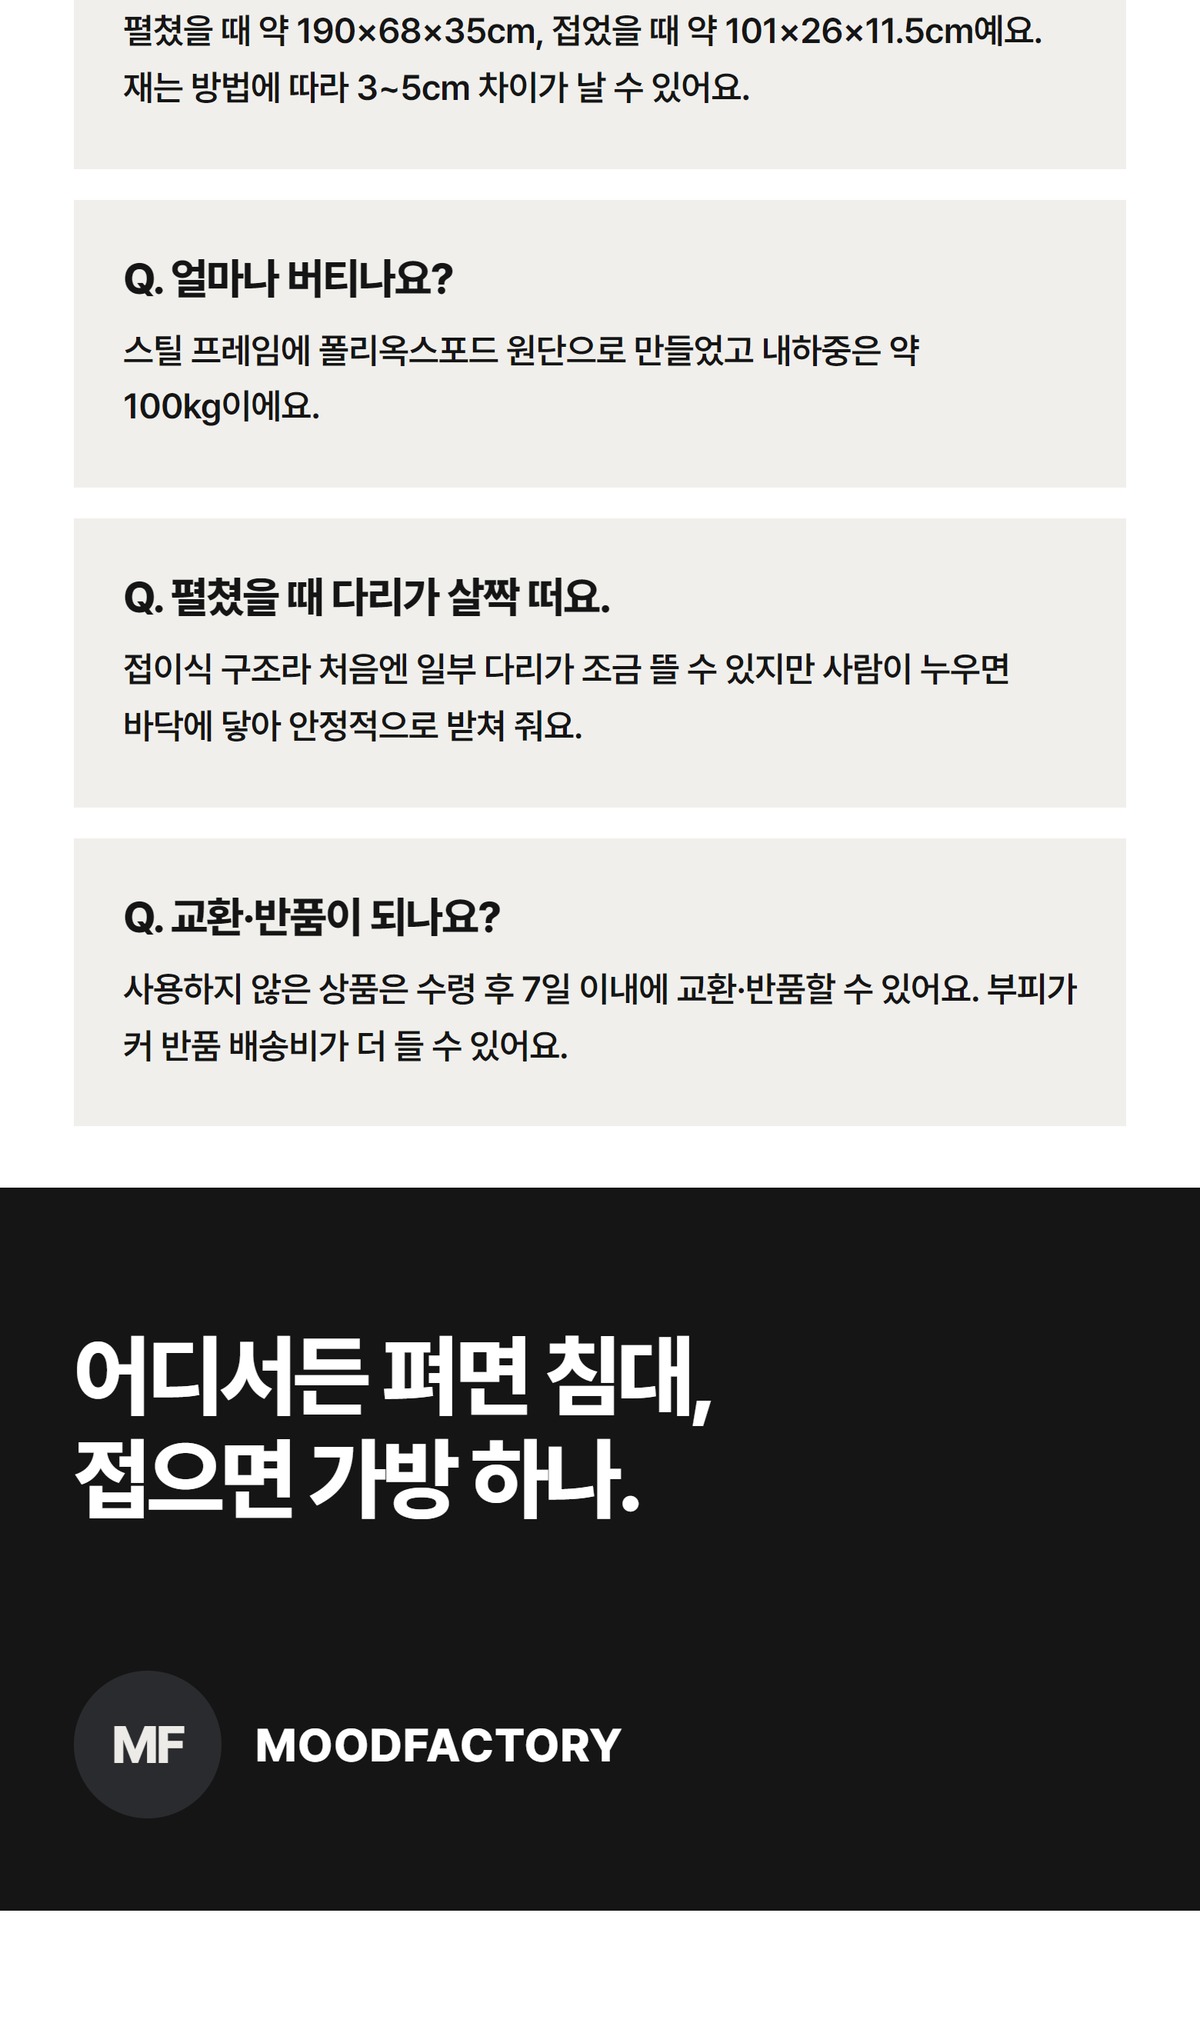 펼쳤을 때 약 190×68×35cm, 접었을 때 약 101×26×11.5cm예요.
재는 방법에 따라 3~5cm 차이가 날 수 있어요.
Q. 얼마나 버티나요?
스틸 프레임에 폴리옥스포드 원단으로 만들었고 내하중은 약
100kg이에요.
Q. 펼쳤을 때 다리가 살짝 떠요.
접이식 구조라 처음엔 일부 다리가 조금 뜰 수 있지만 사람이 누우면
바닥에 닿아 안정적으로 받쳐 줘요.
Q. 교환·반품이 되나요?
사용하지 않은 상품은 수령 후 7일 이내에 교환·반품할 수 있어요. 부피가
커 반품 배송비가 더 들 수 있어요.
어디서든 펴면 침대,
접으면 가방 하나.
MF
MOODFACTORY